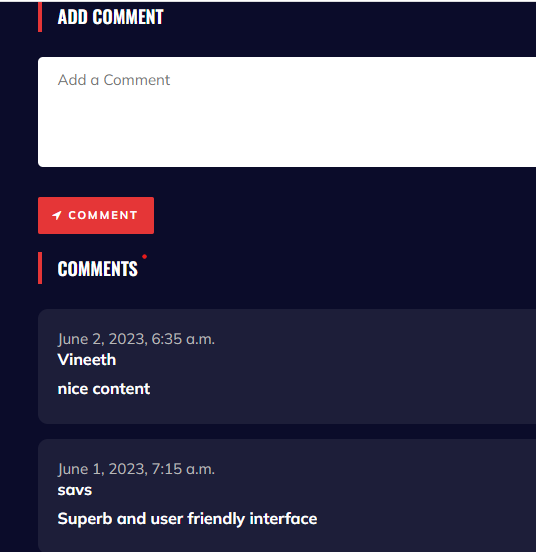 ADD COMMENT
Add a Comment
COMMENT
COMMENTS
June 2, 2023, 6:35 a.m.
Vineeth
nice content
June 1, 2023, 7:15 a.m.
savs
Superb and user friendly interface